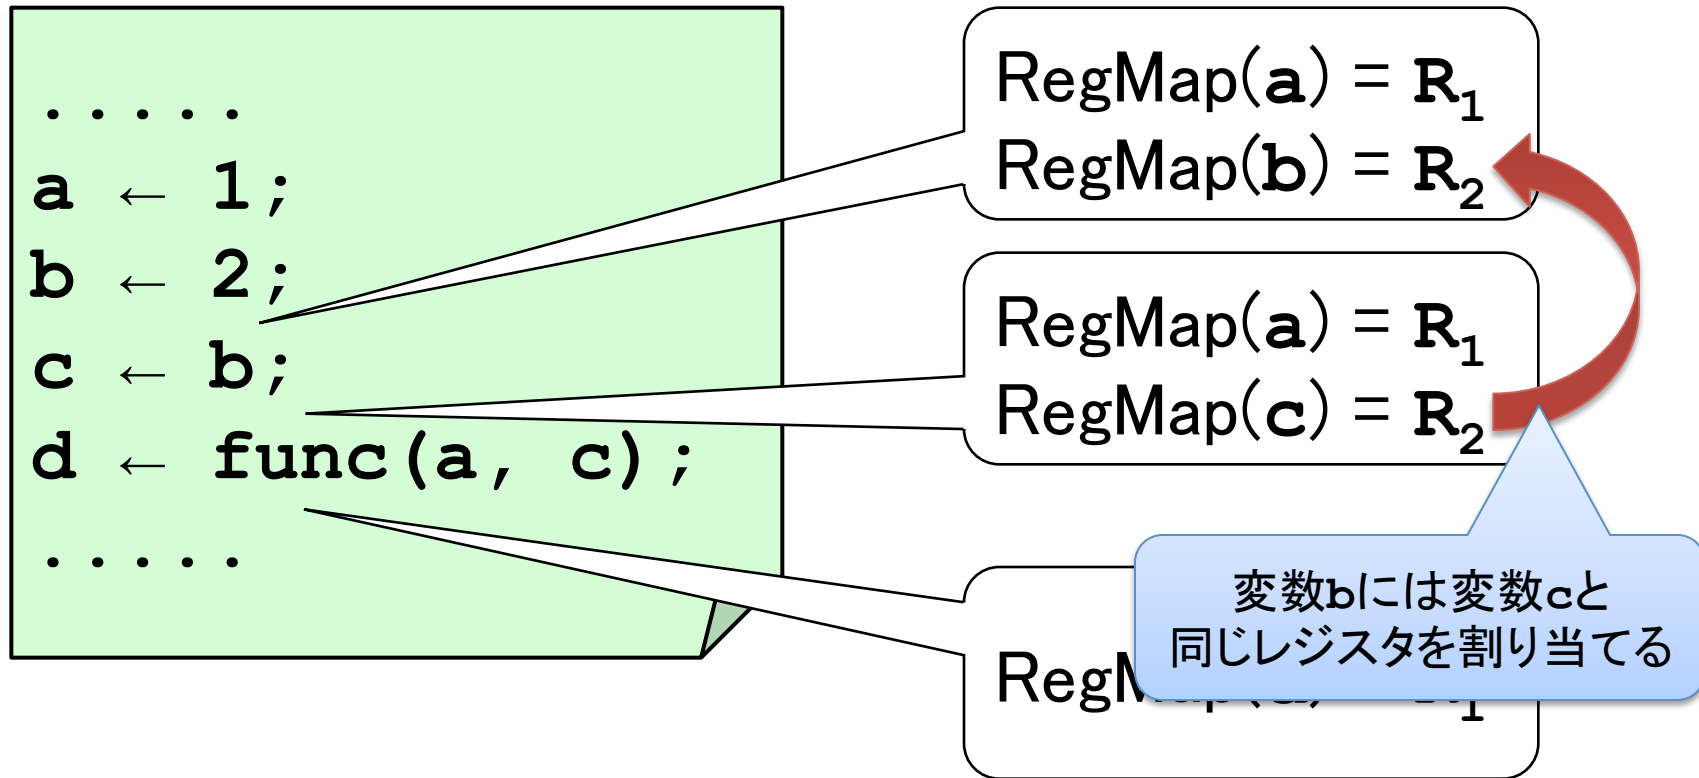 .....
a ← 1;
b ← 2;
c ← b;
d ← func(a, c);
.....
RegMap(a) = R1
RegMap(b) = R2
RegMap(a) = R1
RegMap(c) = R2
変数bには変数cと
同じレジスタを割り当てる